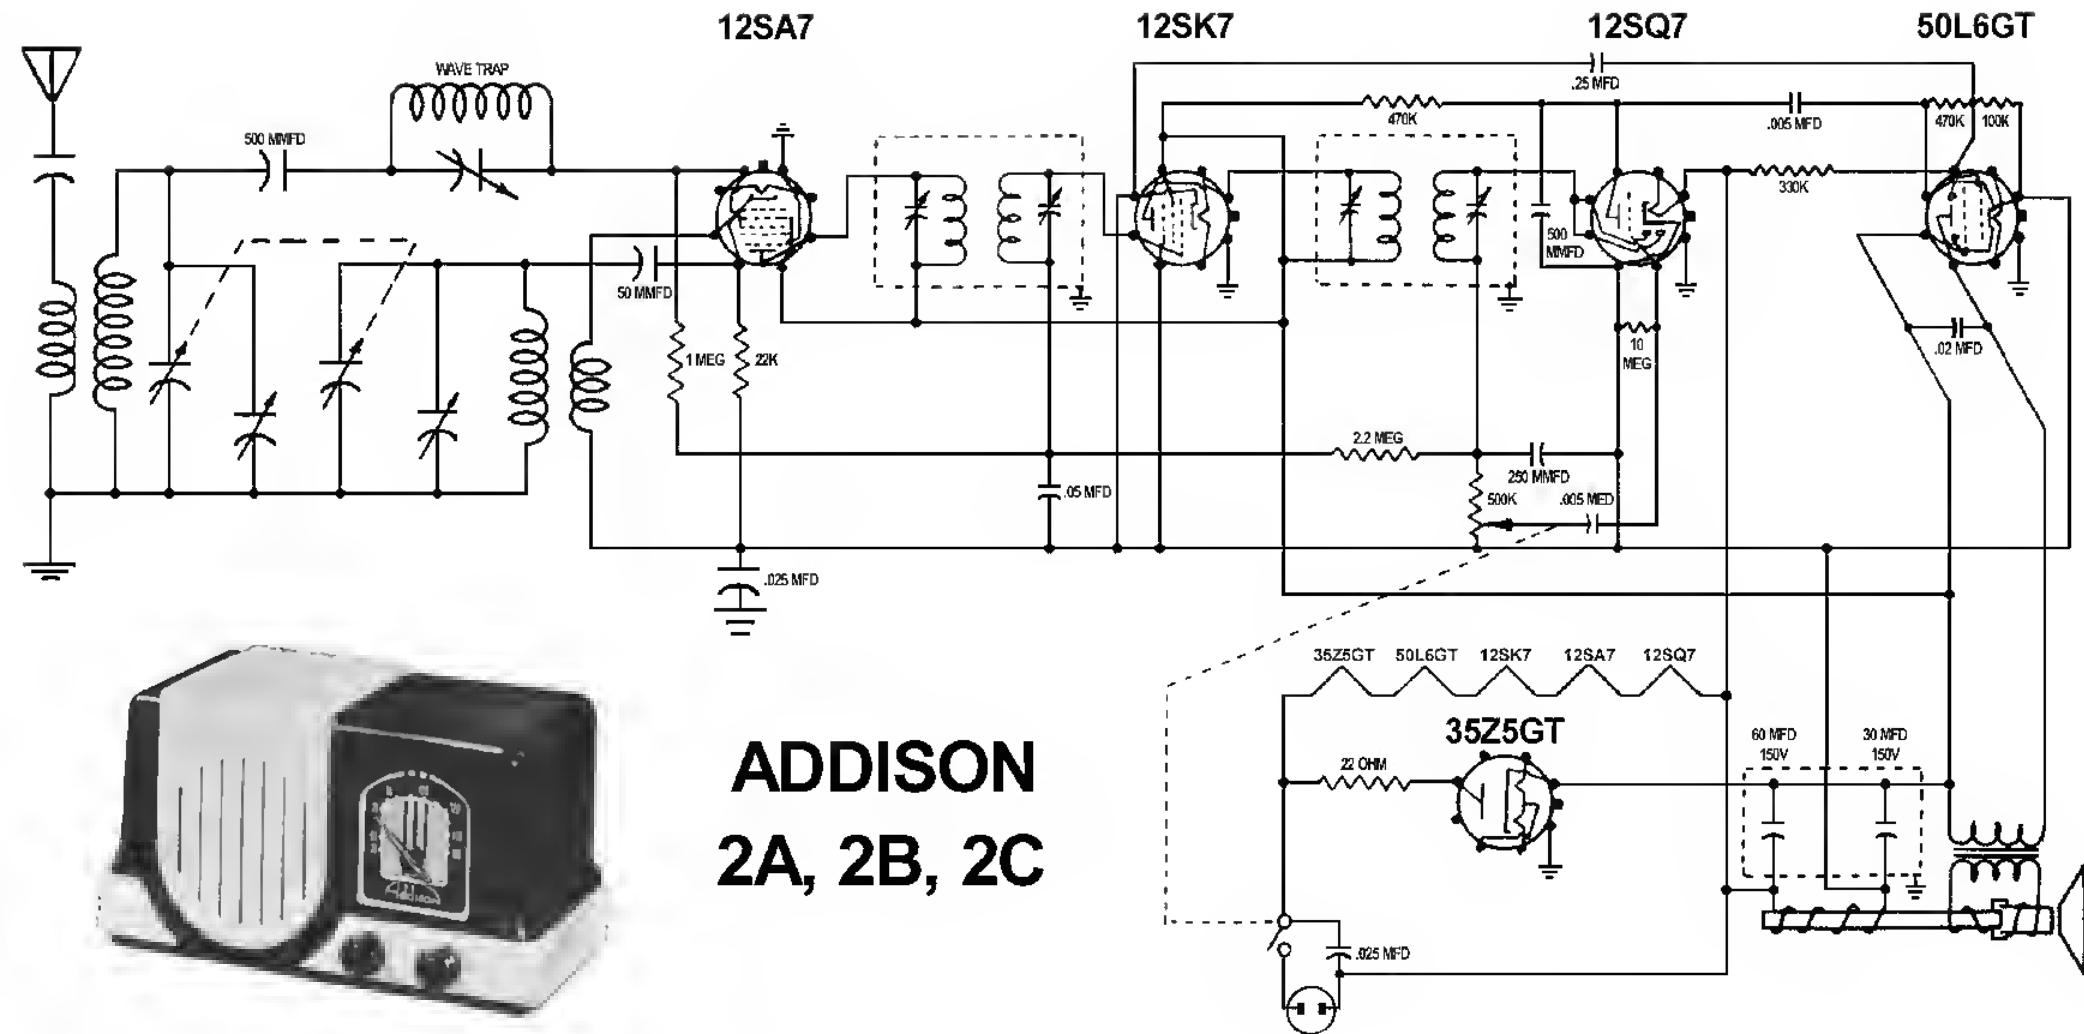 12SA7
12SK7
12SQ7
50L6GT
WAVE TRAP
.25 MFD
500 MMFD
470K
.005 MFD
470K
100K
330K
500
MMFD
50 MMFD
1 MEG
22K
10
MEG
.02 MFD
2.2 MEG
250 MMFD
.05 MFD
500K
.005 MFD
.025 MFD
35Z5GT
50L6GT
12SK7
12SA7
12SQ7
35Z5GT
22 OHM
60 MFD
150V
30 MFD
150V
.025 MFD
ADDISON
2A, 2B, 2C
Addison